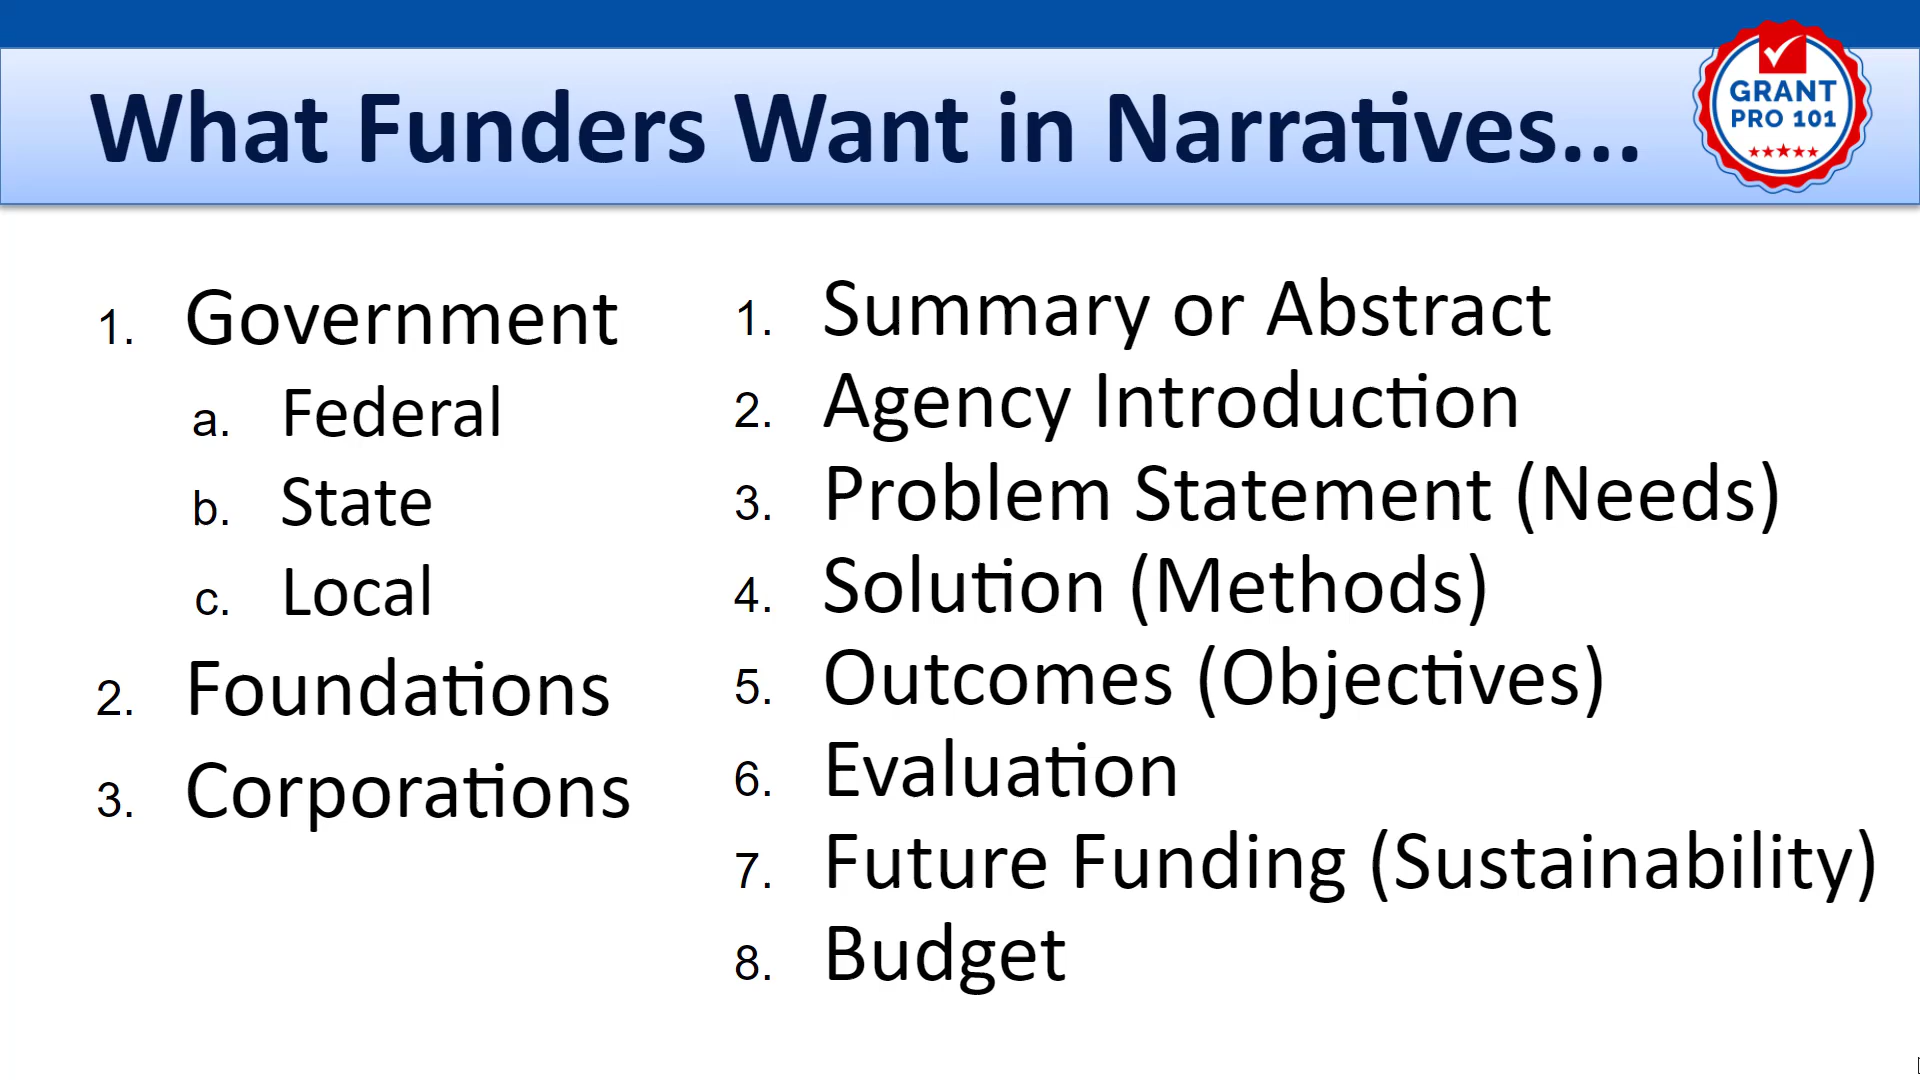 What Funders Want in Narratives...
GRANT
PRO 101
1. Government
a. Federal
b. State
c. Local
2. Foundations
3. Corporations
1. Summary or Abstract
2. Agency Introduction
3. Problem Statement (Needs)
4. Solution (Methods)
5. Outcomes (Objectives)
6. Evaluation
7. Future Funding (Sustainability)
8. Budget